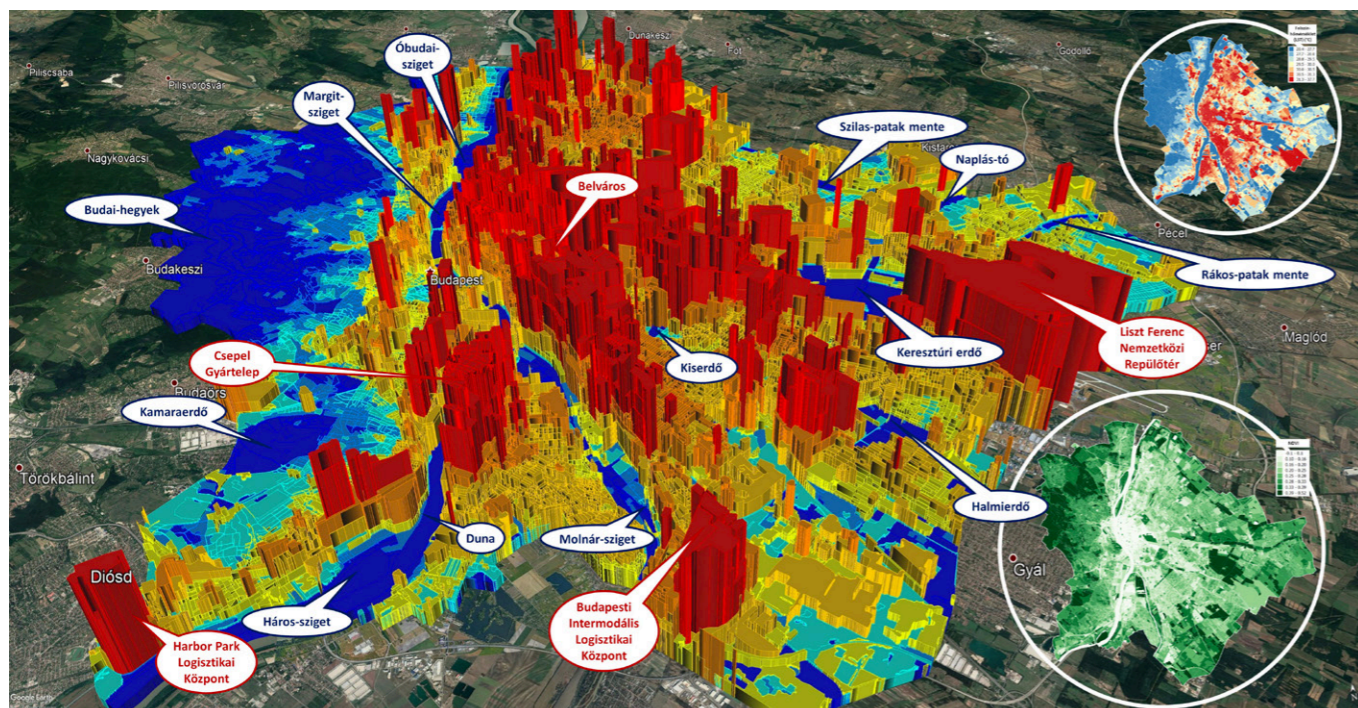 Piliscsaba
Pilisvörösvár
Dunakeszi
Fót
Gödöllő
Óbudai-
sziget
Margit-
sziget
Nagykovácsi
Szilas-patak mente
Naplás-tó
Belváros
Budai-hegyek
Budakeszi
Budapest
Pécel
Rákos-patak mente
Csepel
Gyártelep
Kiserdő
Keresztúri erdő
Liszt Ferenc
Nemzetközi
Repülőtér
Maglód
Budaörs
Kamaraerdő
Törökbálint
NDVI
Duna
Molnár-sziget
Halmierdő
Gyál
Diósd
Háros-sziget
Harbor Park
Logisztikai
Központ
Budapesti
Intermodális
Logisztikai
Központ
Google Earth
N